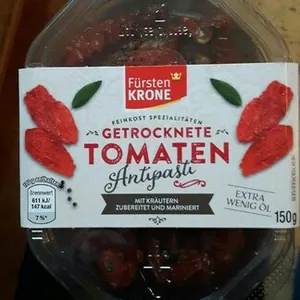 Fürsten
KRONE
FEINKOST SPEZIALITÄTEN
GETROCKNETE
TOMATEN
Antipasti
MIT KRÄUTERN
ZUBEREITET UND MARINIERT
EXTRA
WENIG ÖL
150g
Brennwert
611 kJ/
147 kcal
7 %*